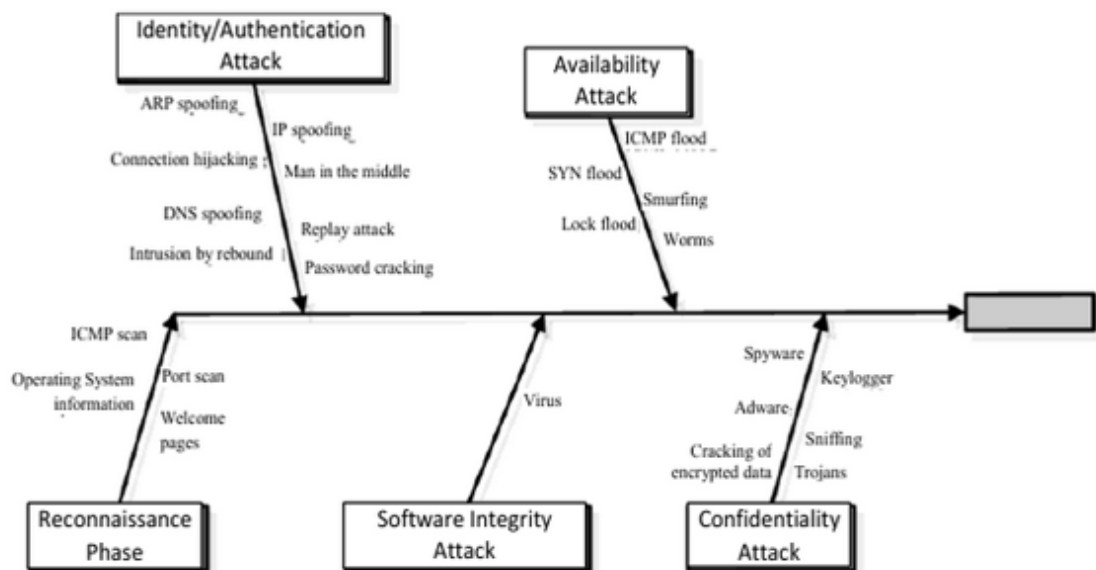 Identity/Authentication
Attack
Availability
Attack
ARP spoofing
IP spoofing
Connection hijacking
Man in the middle
DNS spoofing
Replay attack
Intrusion by rebound
Password cracking
ICMP flood
SYN flood
Smurfing
Lock flood
Worms
ICMP scan
Operating System
information
Port scan
Welcome
pages
Virus
Spyware
Keylogger
Adware
Sniffing
Cracking of
encrypted data
Trojans
Reconnaissance
Phase
Software Integrity
Attack
Confidentiality
Attack